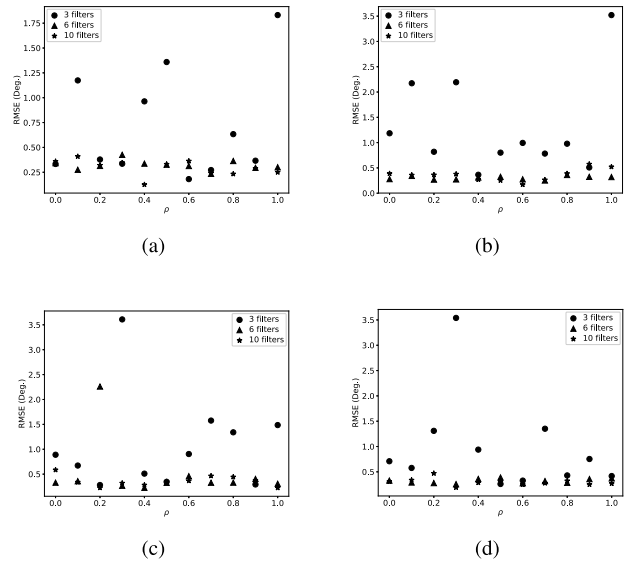 3 filters
6 filters
10 filters
RMSE (Deg.)
1.75
1.50
1.25
1.00
0.75
0.50
0.25
0.0 0.2 0.4 0.6 0.8 1.0
ρ
(a)
3 filters
6 filters
10 filters
RMSE (Deg.)
3.5
3.0
2.5
2.0
1.5
1.0
0.5
0.0
0.0 0.2 0.4 0.6 0.8 1.0
ρ
(b)
3 filters
6 filters
10 filters
RMSE (Deg.)
3.5
3.0
2.5
2.0
1.5
1.0
0.5
0.0 0.2 0.4 0.6 0.8 1.0
ρ
(c)
3 filters
6 filters
10 filters
RMSE (Deg.)
3.5
3.0
2.5
2.0
1.5
1.0
0.5
0.0 0.2 0.4 0.6 0.8 1.0
ρ
(d)